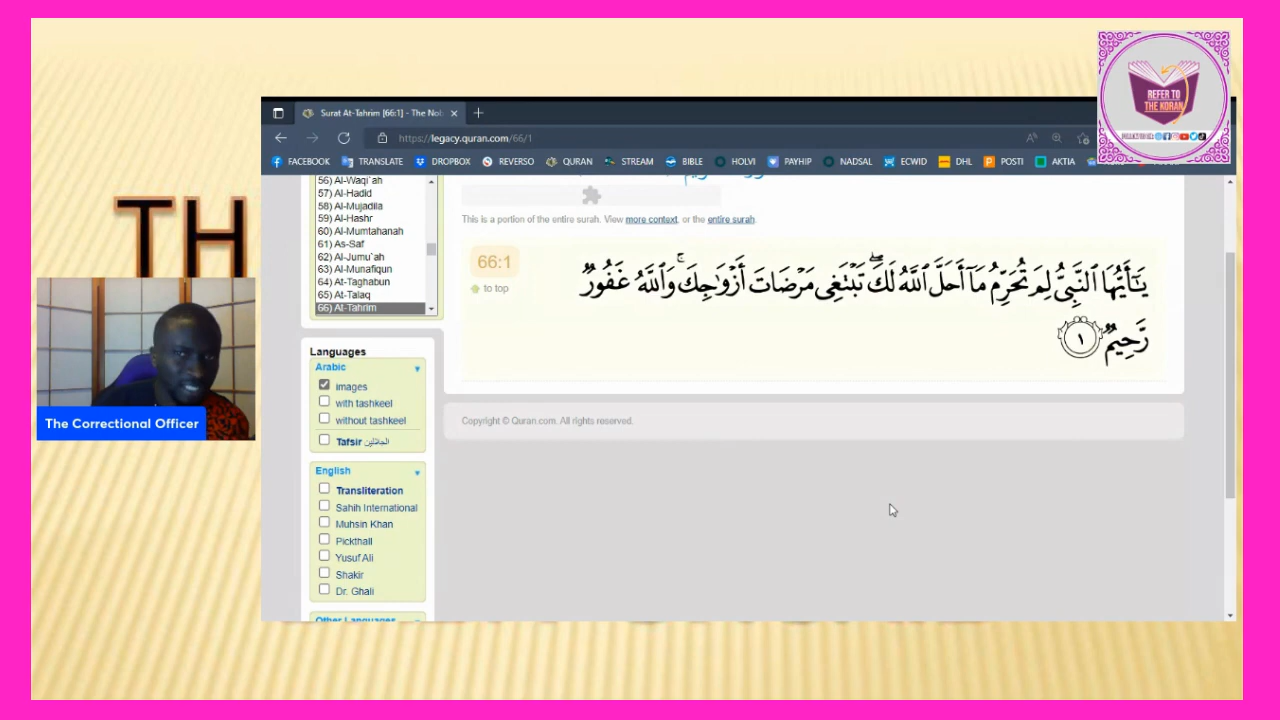 REFER TO
THE KORAN
TH
Surat At-Tahrim [66:1] - The Nob
https://legacy.quran.com/66/1
FACEBOOK TRANSLATE DROPBOX REVERSO QURAN STREAM BIBLE HOLVI PAYHIP NADSAL ECWID DHL POSTI AKTIA
56) Al-Waqi`ah
57) Al-Hadid
58) Al-Mujadila
59) Al-Hashr
60) Al-Mumtahanah
61) As-Saf
62) Al-Jumu`ah
63) Al-Munafiqun
64) At-Taghabun
65) At-Talaq
66) At-Tahrim
This is a portion of the entire surah. View more context, or the entire surah.
66:1
to top
يَـٰٓأَيُّهَا ٱلنَّبِىُّ لِمَ تُحَرِّمُ مَآ أَحَلَّ ٱللَّهُ لَكَ ۖ تَبْتَغِى مَرْضَاتَ أَزْوَٰجِكَ ۚ وَٱللَّهُ غَفُورٌ
رَّحِيمٌ ١
Languages
Arabic
images
with tashkeel
without tashkeel
Tafsir الجلالين
English
Transliteration
Sahih International
Muhsin Khan
Pickthall
Yusuf Ali
Shakir
Dr. Ghali
Other Languages
Copyright © Quran.com. All rights reserved.
The Correctional Officer